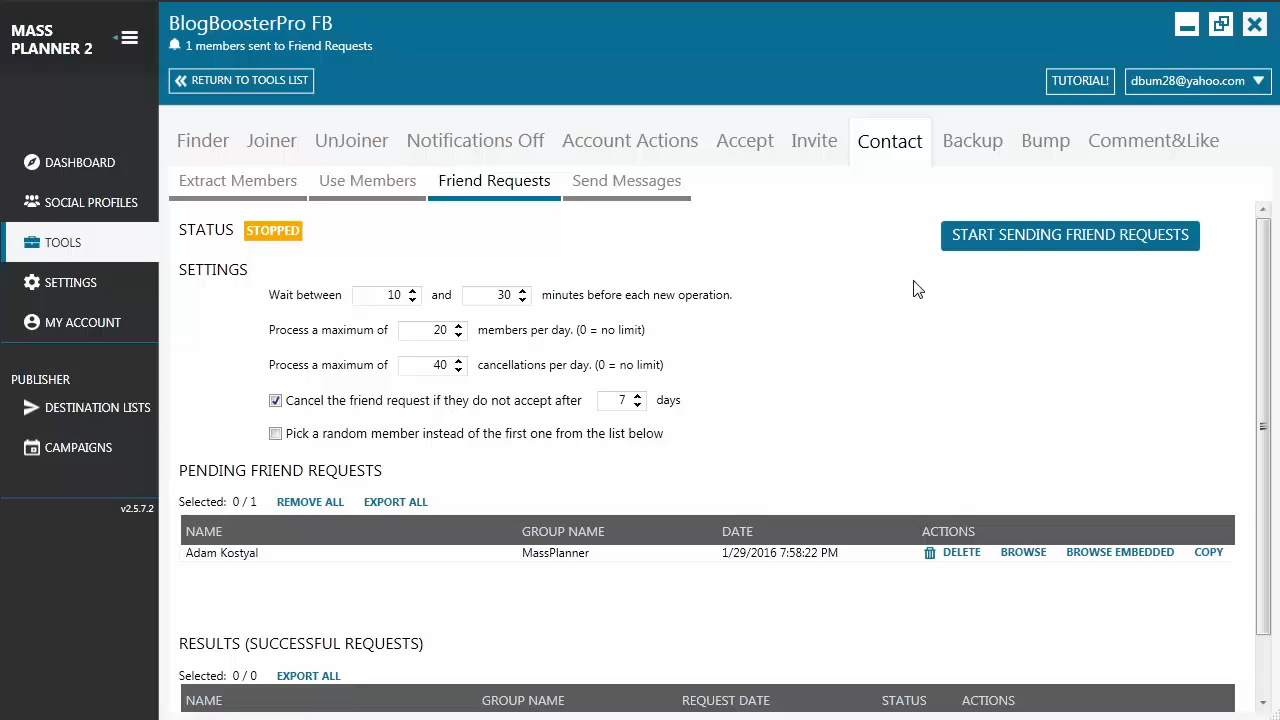 MASS
PLANNER 2
BlogBoosterPro FB
1 members sent to Friend Requests
RETURN TO TOOLS LIST
TUTORIAL!
dbum28@yahoo.com
Finder Joiner UnJoiner Notifications Off Account Actions Accept Invite Contact Backup Bump Comment&Like
Extract Members Use Members Friend Requests Send Messages
DASHBOARD
SOCIAL PROFILES
TOOLS
SETTINGS
MY ACCOUNT
PUBLISHER
DESTINATION LISTS
CAMPAIGNS
v2.5.7.2
STATUS STOPPED
START SENDING FRIEND REQUESTS
SETTINGS
Wait between 10 and 30 minutes before each new operation.
Process a maximum of 20 members per day. (0 = no limit)
Process a maximum of 40 cancellations per day. (0 = no limit)
Cancel the friend request if they do not accept after 7 days
Pick a random member instead of the first one from the list below
PENDING FRIEND REQUESTS
Selected: 0 / 1 REMOVE ALL EXPORT ALL
NAME GROUP NAME DATE ACTIONS
Adam Kostyal MassPlanner 1/29/2016 7:58:22 PM DELETE BROWSE BROWSE EMBEDDED COPY
RESULTS (SUCCESSFUL REQUESTS)
Selected: 0 / 0 EXPORT ALL
NAME GROUP NAME REQUEST DATE STATUS ACTIONS